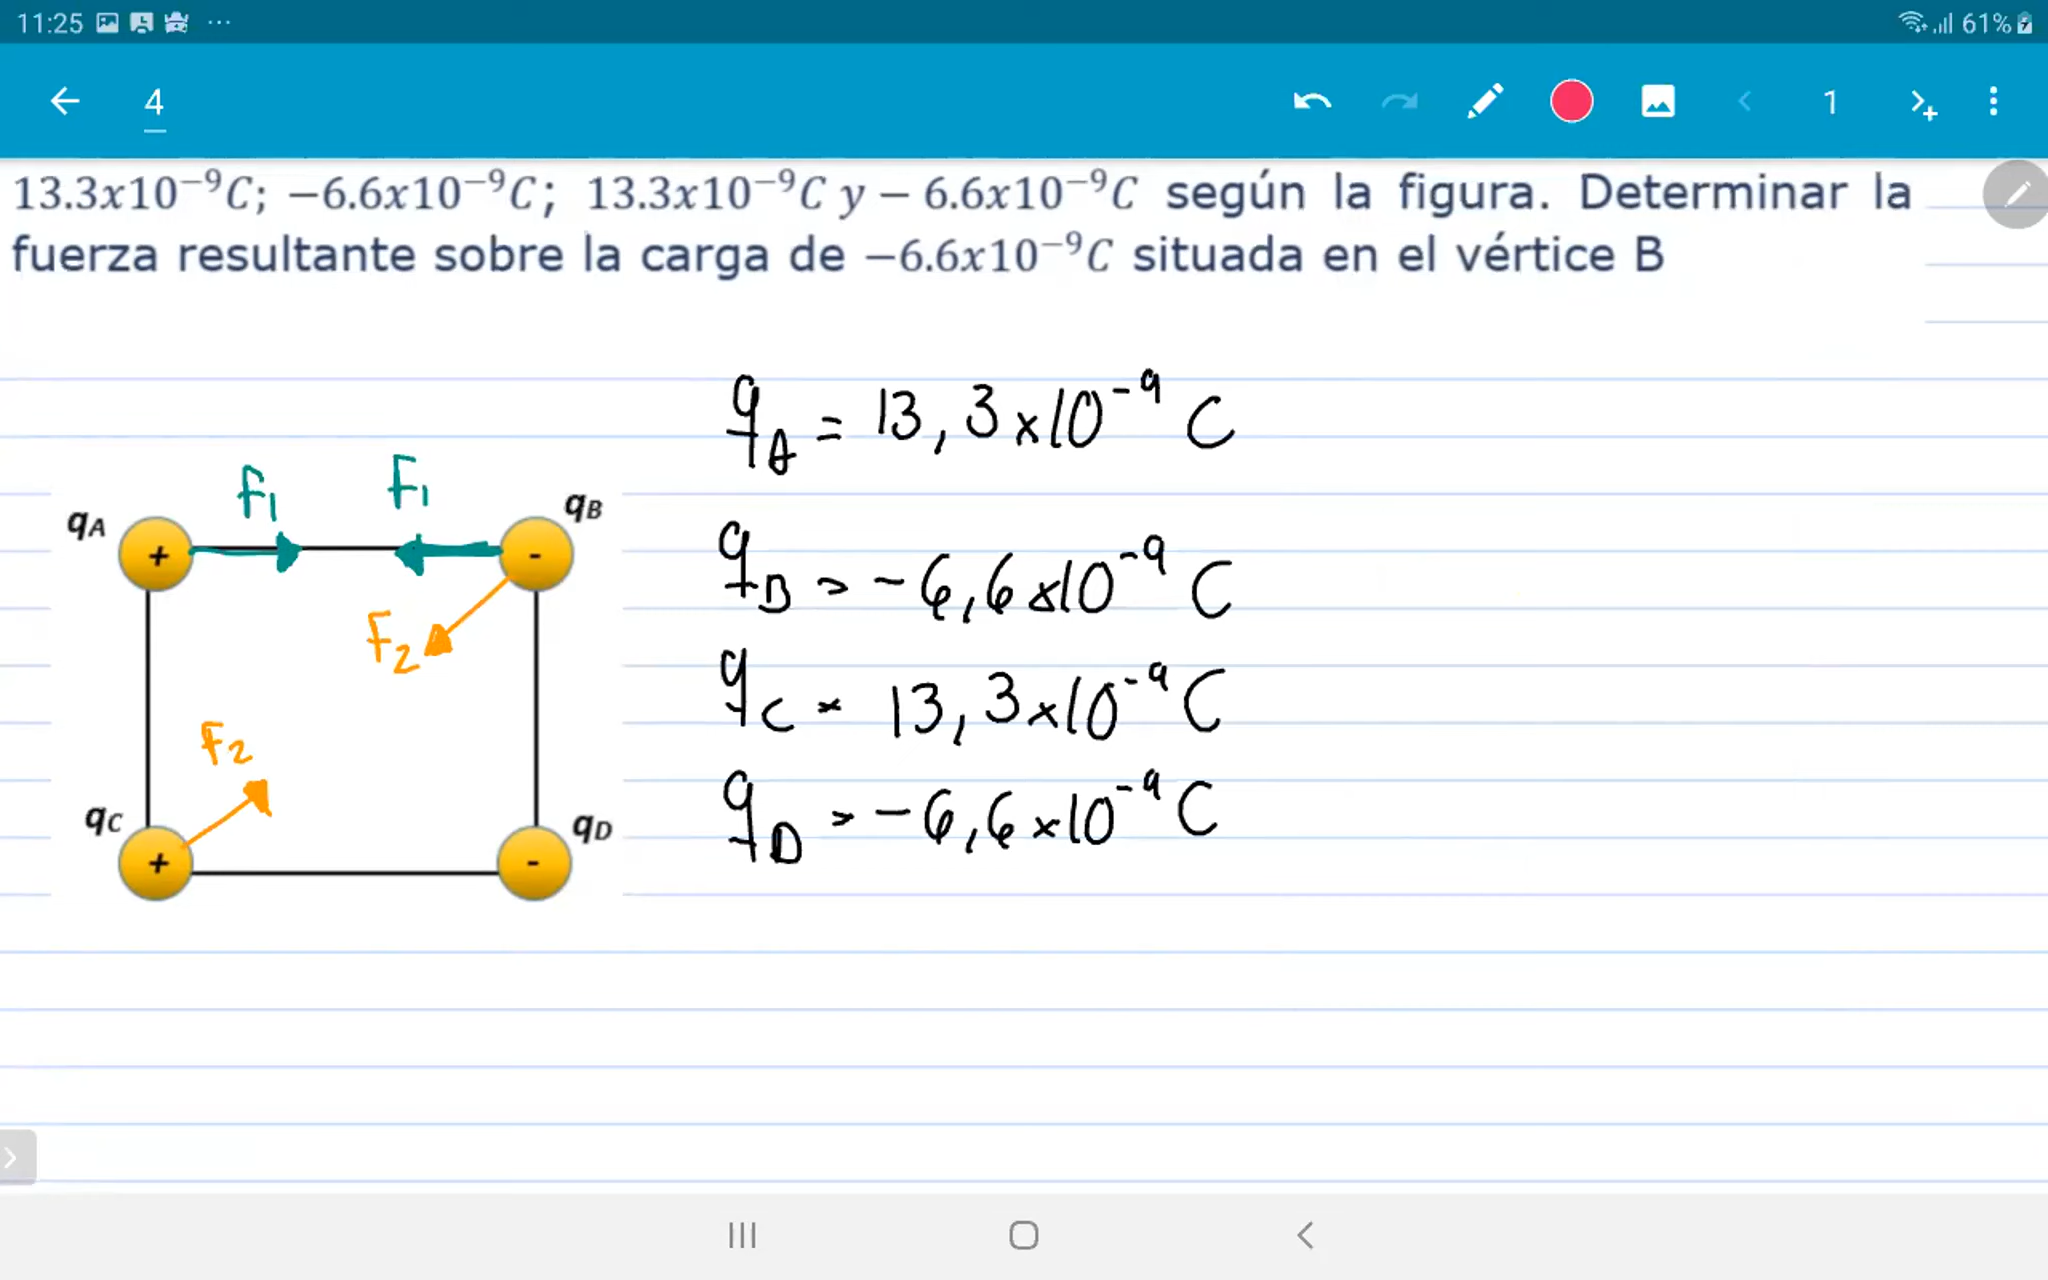 11:25 ... 61%
4 1
13.3x10⁻⁹C; −6.6x10⁻⁹C; 13.3x10⁻⁹C y − 6.6x10⁻⁹C según la figura. Determinar la
fuerza resultante sobre la carga de −6.6x10⁻⁹C situada en el vértice B
qA = 13,3x10⁻⁹ C
F₁ F₁
qA qB
+ -
qB = -6,6x10⁻⁹ C
F₂
qC = 13,3x10⁻⁹ C
F₂
qD = -6,6x10⁻⁹ C
qC qD
+ -